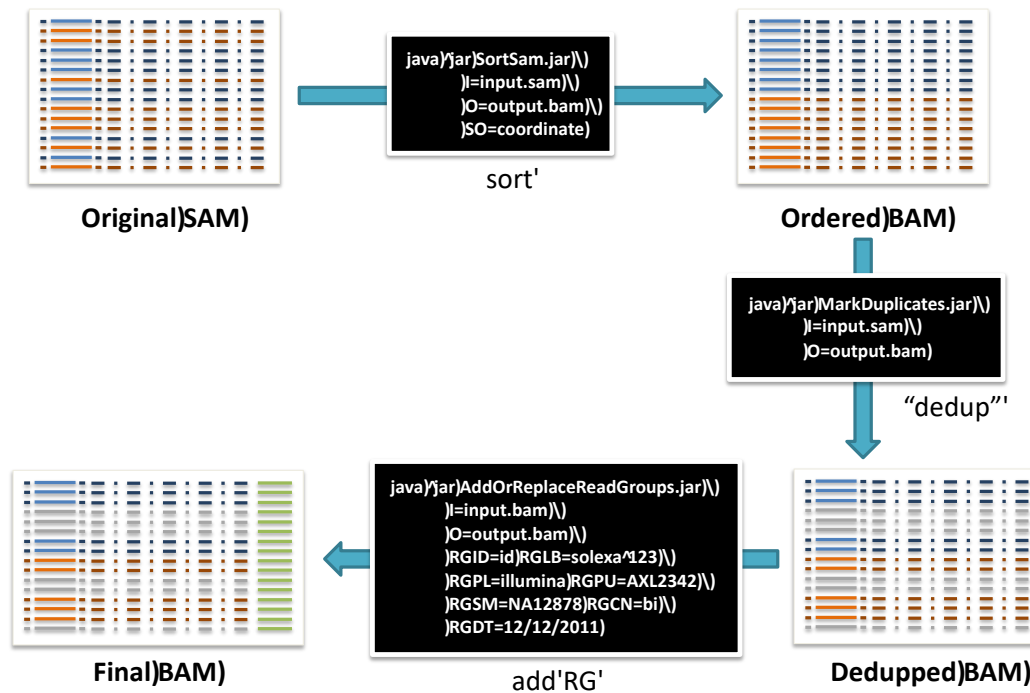 java)^jar)SortSam.jar)\)
)I=input.sam)\)
)O=output.bam)\)
)SO=coordinate)
sort'
Original)SAM)
Ordered)BAM)
java)^jar)MarkDuplicates.jar)\)
)I=input.sam)\)
)O=output.bam)
“dedup”'
java)^jar)AddOrReplaceReadGroups.jar)\)
)I=input.bam)\)
)O=output.bam)\)
)RGID=id)RGLB=solexa^123)\)
)RGPL=illumina)RGPU=AXL2342)\)
)RGSM=NA12878)RGCN=bi)\)
)RGDT=12/12/2011)
add'RG'
Final)BAM)
Dedupped)BAM)